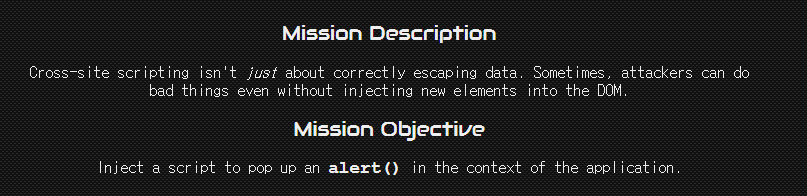 Mission Description
Cross-site scripting isn't just about correctly escaping data. Sometimes, attackers can do
bad things even without injecting new elements into the DOM.
Mission Objective
Inject a script to pop up an alert() in the context of the application.